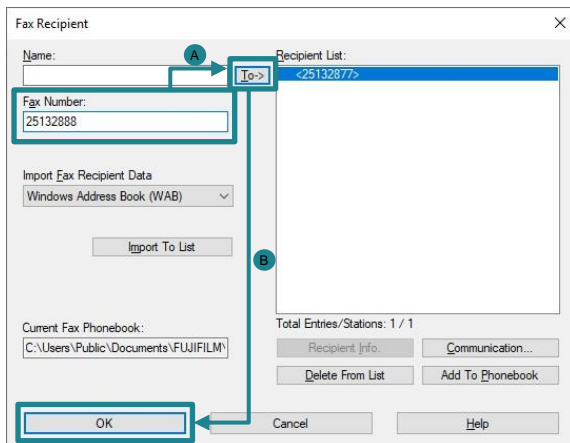 Fax Recipient
Name:
A
To->
Fax Number:
25132888
Import Fax Recipient Data
Windows Address Book (WAB)
Import To List
Current Fax Phonebook:
C:\Users\Public\Documents\FUJIFILM\
Recipient List:
<25132877>
B
Total Entries/Stations: 1 / 1
Recipient Info.
Communication...
Delete From List
Add To Phonebook
OK
Cancel
Help